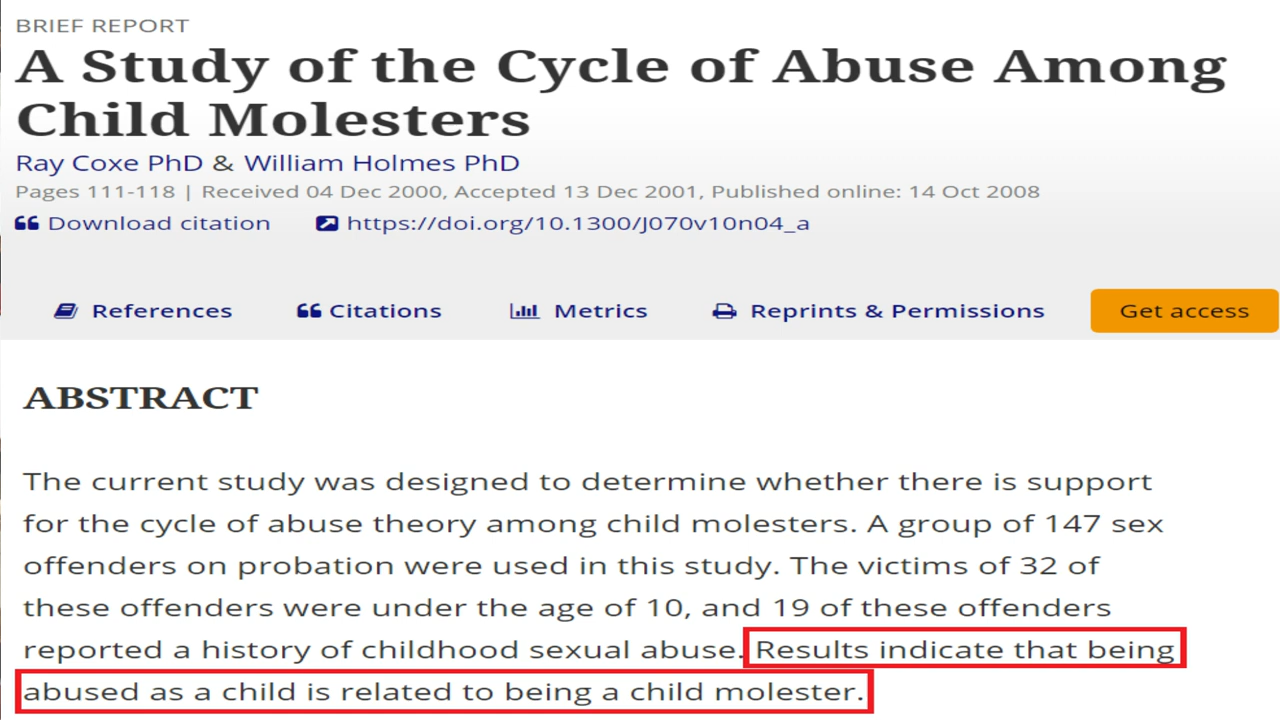 BRIEF REPORT
A Study of the Cycle of Abuse Among
Child Molesters
Ray Coxe PhD & William Holmes PhD
Pages 111-118 | Received 04 Dec 2000, Accepted 13 Dec 2001, Published online: 14 Oct 2008
Download citation https://doi.org/10.1300/J070v10n04_a
References Citations Metrics Reprints & Permissions Get access
ABSTRACT
The current study was designed to determine whether there is support
for the cycle of abuse theory among child molesters. A group of 147 sex
offenders on probation were used in this study. The victims of 32 of
these offenders were under the age of 10, and 19 of these offenders
reported a history of childhood sexual abuse. Results indicate that being
abused as a child is related to being a child molester.